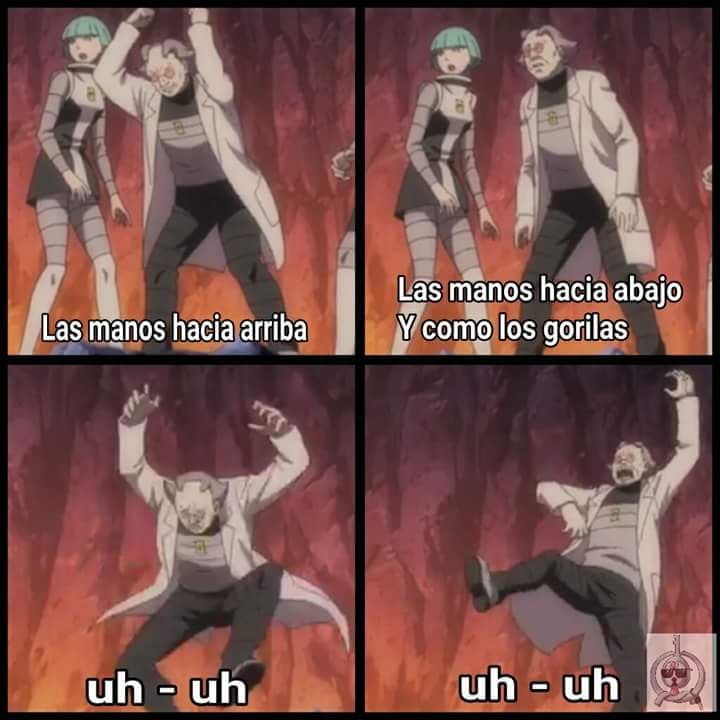 Las manos hacia arriba
Las manos hacia abajo
Y como los gorilas
uh - uh
uh - uh